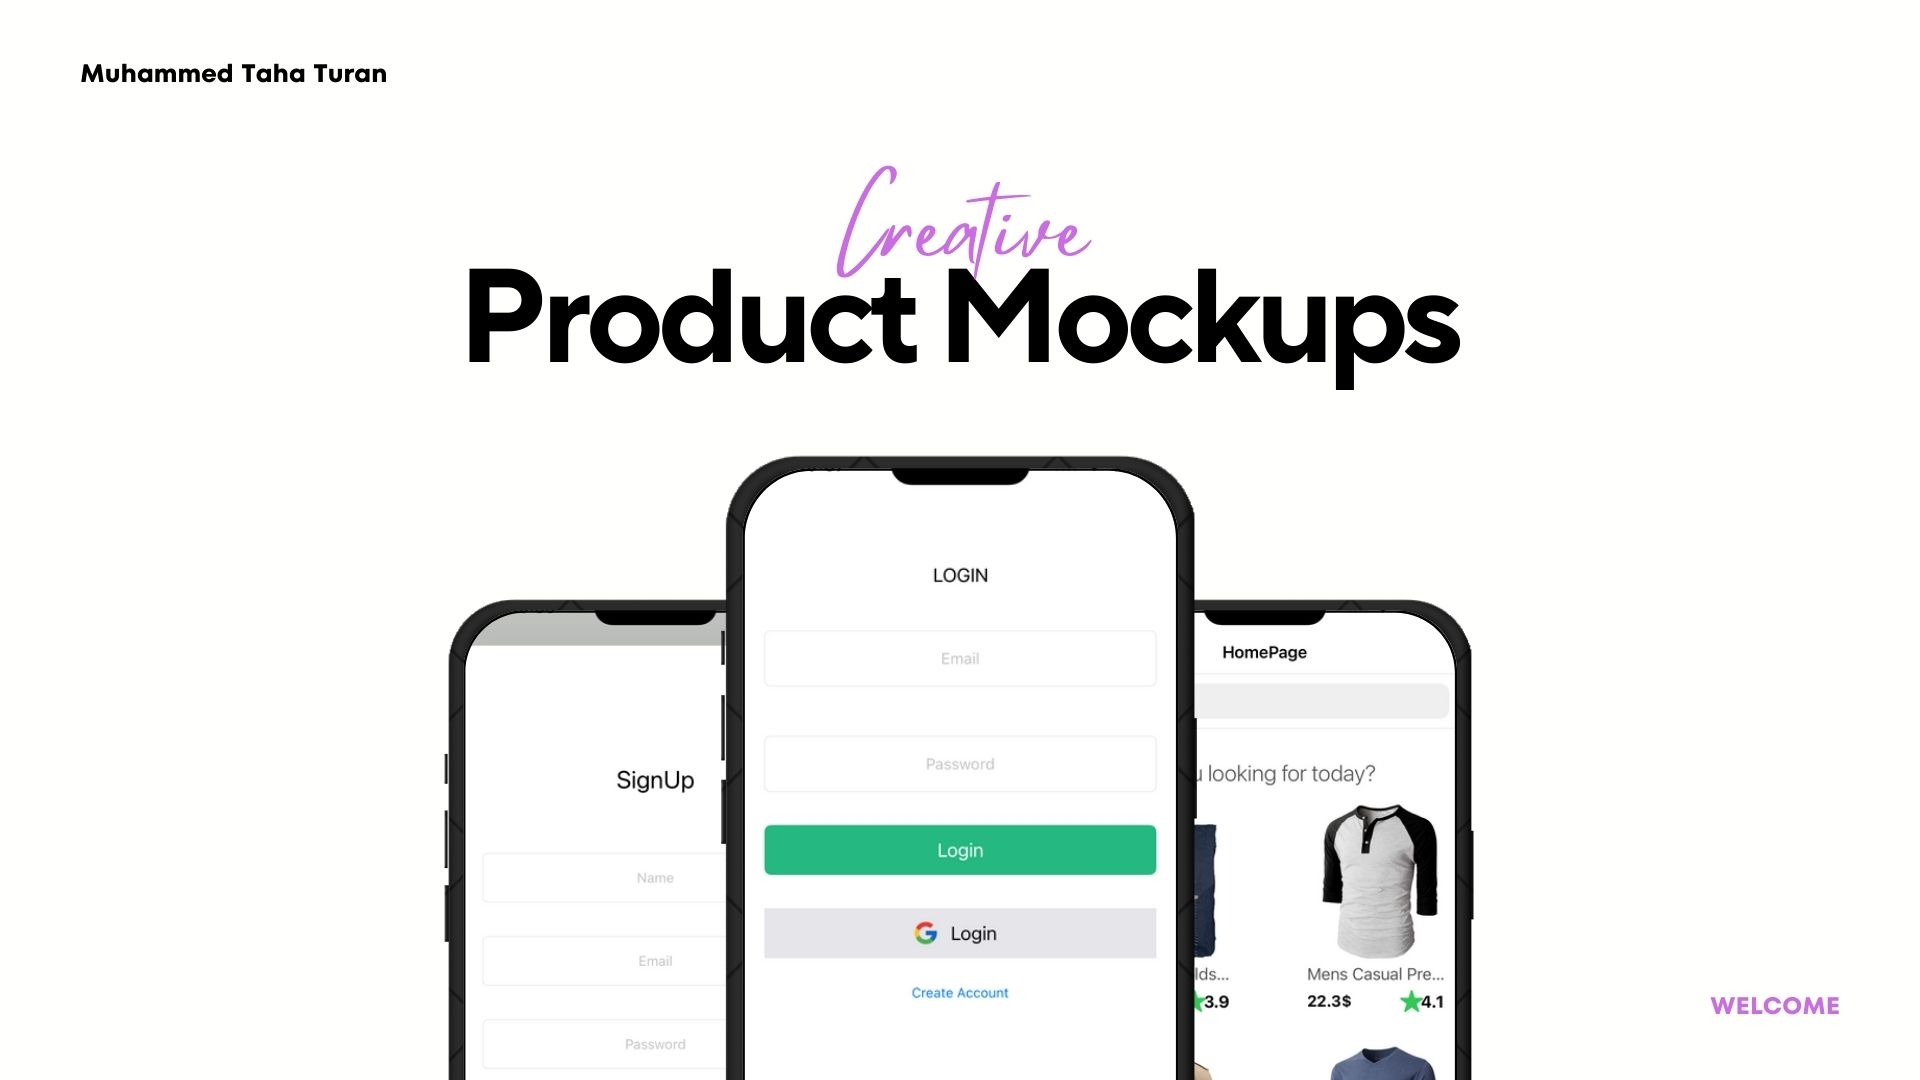 Muhammed Taha Turan
Creative
Product Mockups
SignUp
Name
Email
Password
LOGIN
Email
Password
Login
Login
Create Account
HomePage
looking for today?
Mens Casual Pre...
3.9
22.3$
4.1
WELCOME